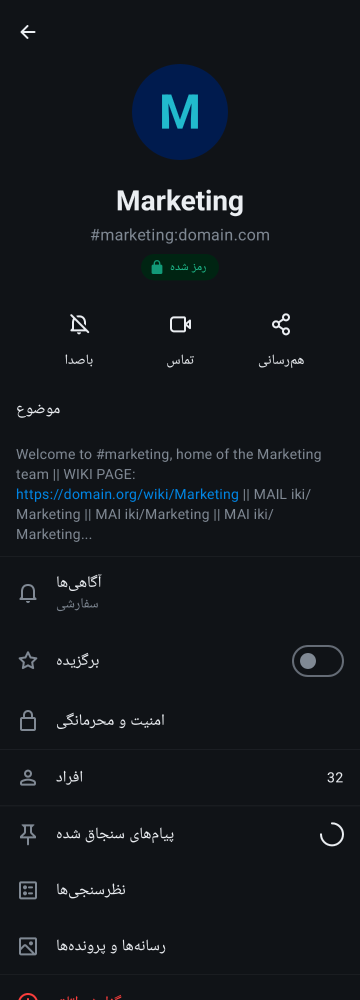 M
Marketing
#marketing:domain.com
رمز شده
باصدا
تماس
هم‌رسانی
موضوع
Welcome to #marketing, home of the Marketing
team || WIKI PAGE:
https://domain.org/wiki/Marketing || MAIL iki/
Marketing || MAI iki/Marketing || MAI iki/
Marketing...
آگاهی‌ها
سفارشی
برگزیده
امنیت و محرمانگی
افراد
32
پیام‌های سنجاق شده
نظرسنجی‌ها
رسانه‌ها و پرونده‌ها